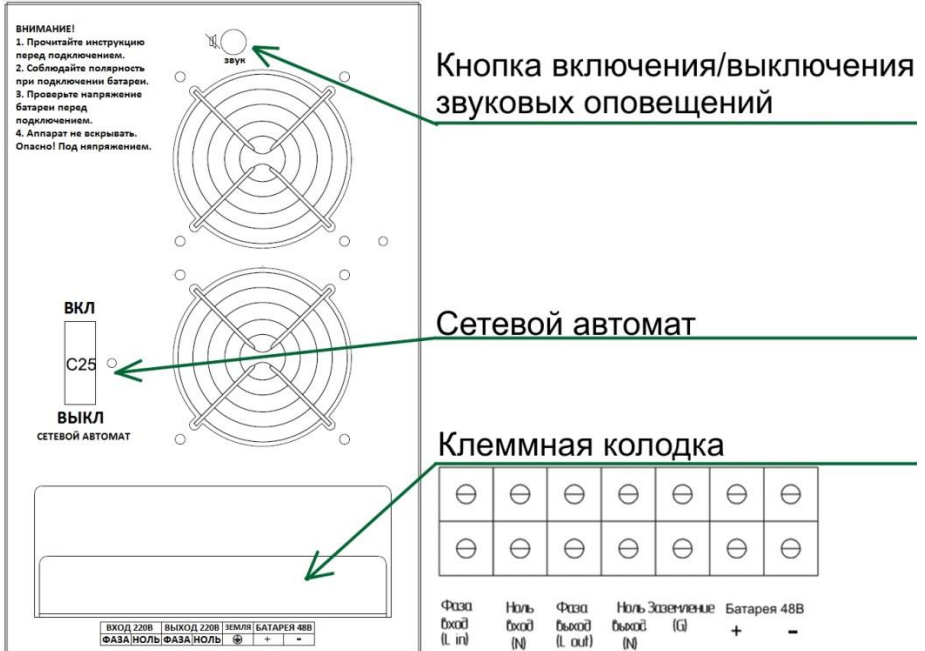 ВНИМАНИЕ!
1. Прочитайте инструкцию
перед подключением.
2. Соблюдайте полярность
при подключении батареи.
3. Проверьте напряжение
батареи перед
подключением.
4. Аппарат не вскрывать.
Опасно! Под няпряжением.
звук
Кнопка включения/выключения
звуковых оповещений
ВКЛ
C25
ВЫКЛ
СЕТЕВОЙ АВТОМАТ
Сетевой автомат
Клеммная колодка
ВХОД 220В ВЫХОД 220В ЗЕМЛЯ БАТАРЕЯ 48В
ФАЗА НОЛЬ ФАЗА НОЛЬ + -
Фаза Ноль Фаза Ноль Заземление Батарея 48В
вход вход выход выход (G) + -
(L in) (N) (L out) (N)